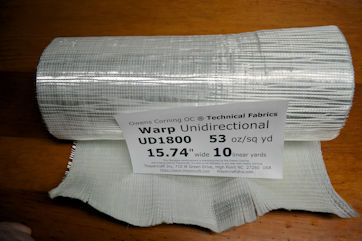 Owens Corning OC @ Technical Fabrics
Warp Unidirectional
UD1800 53 oz/sq yd
15.74" wide 10 linear yards